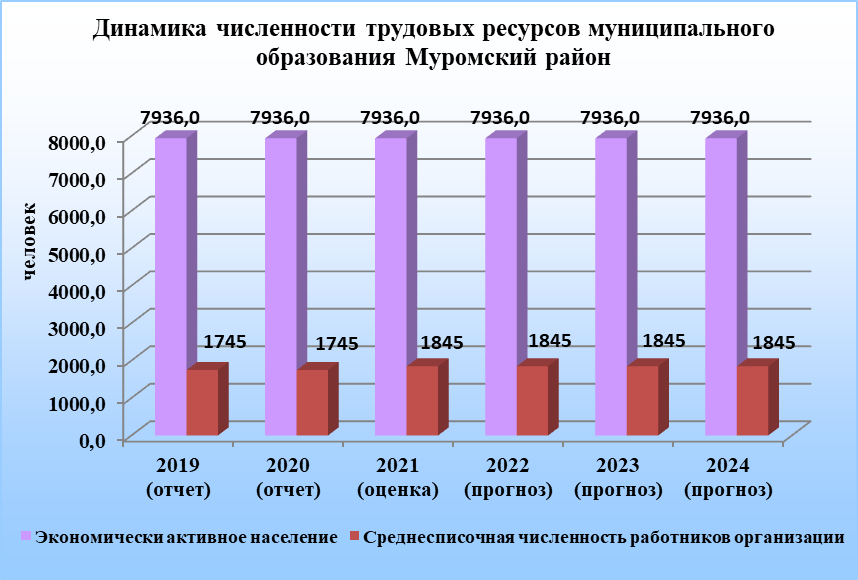 Динамика численности трудовых ресурсов муниципального
образования Муромский район
7936,0 7936,0 7936,0 7936,0 7936,0 7936,0
8000,0
7000,0
6000,0
5000,0
4000,0
3000,0
2000,0
1000,0
0,0
человек
1745 1745 1845 1845 1845 1845
2019 2020 2021 2022 2023 2024
(отчет) (отчет) (оценка) (прогноз) (прогноз) (прогноз)
Экономически активное население Среднесписочная численность работников организации